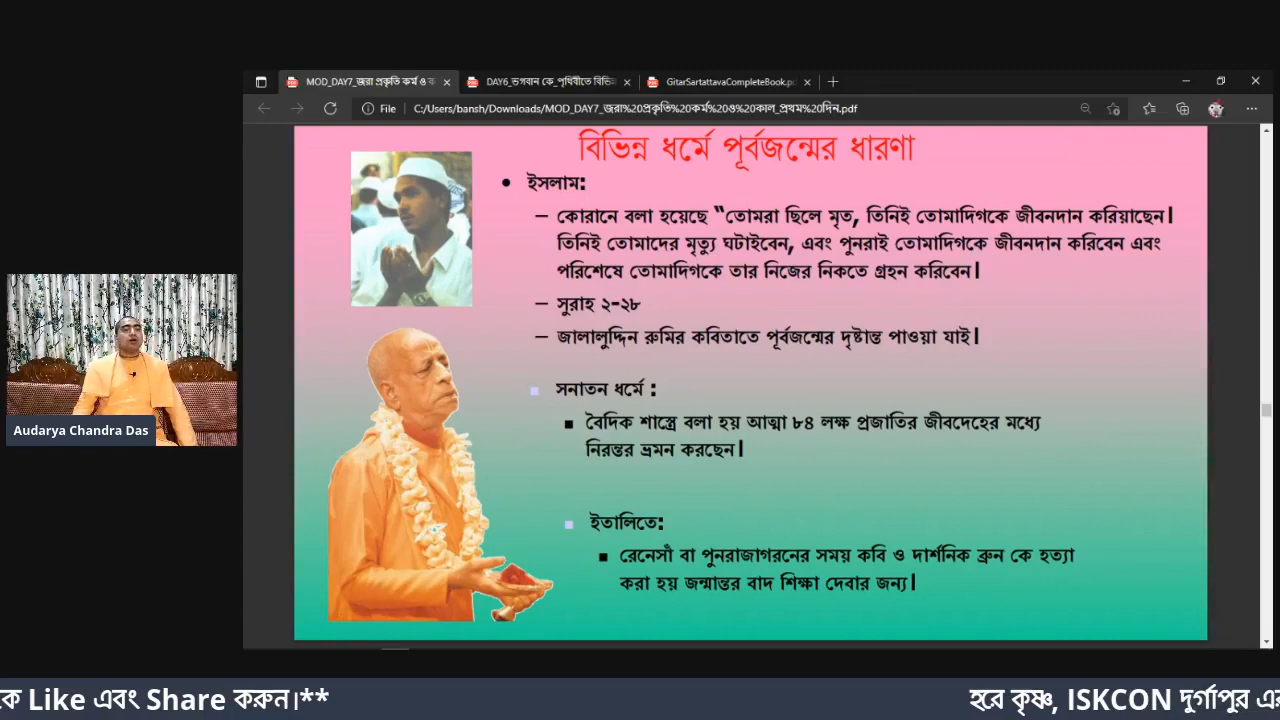 MOD_DAY7_জরা প্রকৃতি কর্ম ও ক
DAY6_ভগবান কে_পৃথিবীতে বিভিন্ন
GitarSartattavaCompleteBook.p
File
C:/Users/bansh/Downloads/MOD_DAY7_জরা%20প্রকৃতি%20কর্ম%20ও%20কাল_প্রথম%20দিন.pdf
বিভিন্ন ধর্মে পূর্বজন্মের ধারণা
• ইসলাম:
– কোরানে বলা হয়েছে “তোমরা ছিলে মৃত, তিনিই তোমাদিগকে জীবনদান করিয়াছেন।
তিনিই তোমাদের মৃত্যু ঘটাইবেন, এবং পুনরাই তোমাদিগকে জীবনদান করিবেন এবং
পরিশেষে তোমাদিগকে তার নিজের নিকতে গ্রহন করিবেন।
– সুরাহ ২-২৮
– জালালুদ্দিন রুমির কবিতাতে পূর্বজন্মের দৃষ্টান্ত পাওয়া যাই।
সনাতন ধর্মে :
■ বৈদিক শাস্ত্রে বলা হয় আত্মা ৮৪ লক্ষ প্রজাতির জীবদেহের মধ্যে
নিরন্তর ভ্রমন করছেন।
ইতালিতে:
■ রেনেসাঁ বা পুনরাজাগরনের সময় কবি ও দার্শনিক ব্রুন কে হত্যা
করা হয় জন্মান্তর বাদ শিক্ষা দেবার জন্য।
Audarya Chandra Das
কে Like এবং Share করুন।**
হরে কৃষ্ণ, ISKCON দুর্গাপুর এর